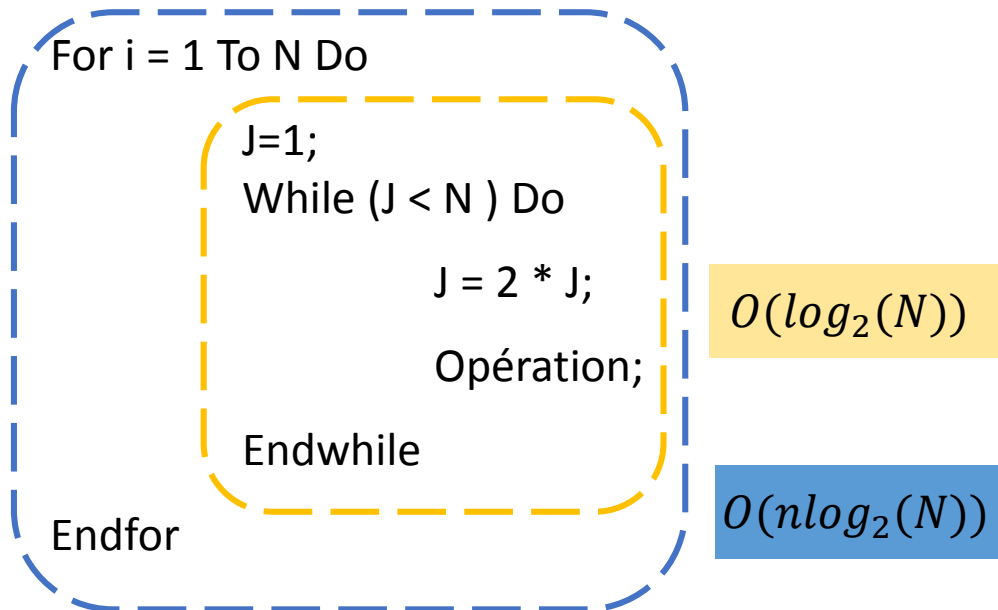 For i = 1 To N Do
J=1;
While (J < N ) Do
J = 2 * J;
O(log₂(N))
Opération;
Endwhile
O(nlog₂(N))
Endfor